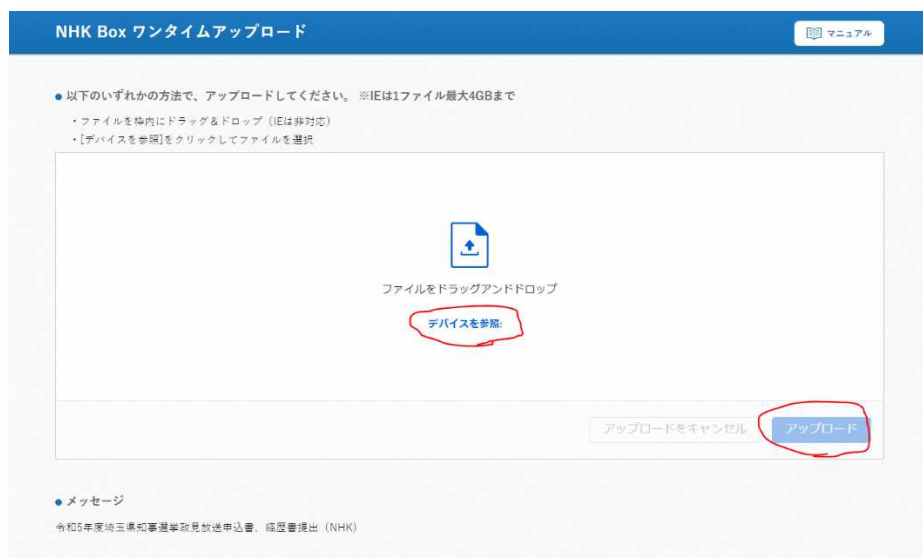 NHK Box ワンタイムアップロード
マニュアル
以下のいずれかの方法で、アップロードしてください。 ※IEは1ファイル最大4GBまで
・ファイルを枠内にドラッグ＆ドロップ（IEは非対応）
・[デバイスを参照]をクリックしてファイルを選択
ファイルをドラッグアンドドロップ
デバイスを参照:
アップロードをキャンセル
アップロード
メッセージ
令和5年度埼玉県知事選挙政見放送申込書、経歴書提出（NHK）